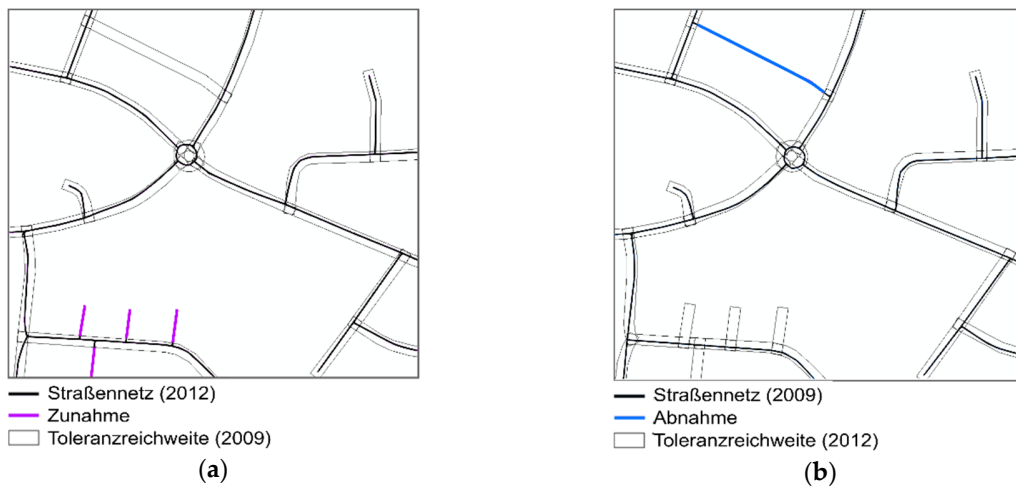 Straßennetz (2012)
Zunahme
Toleranzreichweite (2009)
(a)
Straßennetz (2009)
Abnahme
Toleranzreichweite (2012)
(b)